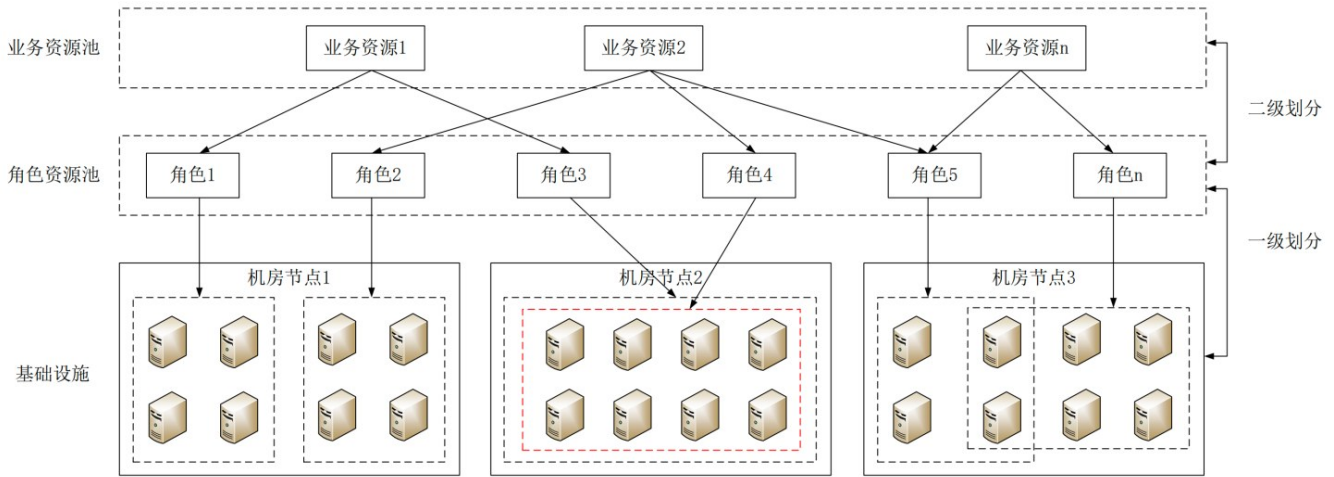 业务资源池
业务资源1
业务资源2
业务资源n
二级划分
角色资源池
角色1
角色2
角色3
角色4
角色5
角色n
一级划分
机房节点1
机房节点2
机房节点3
基础设施